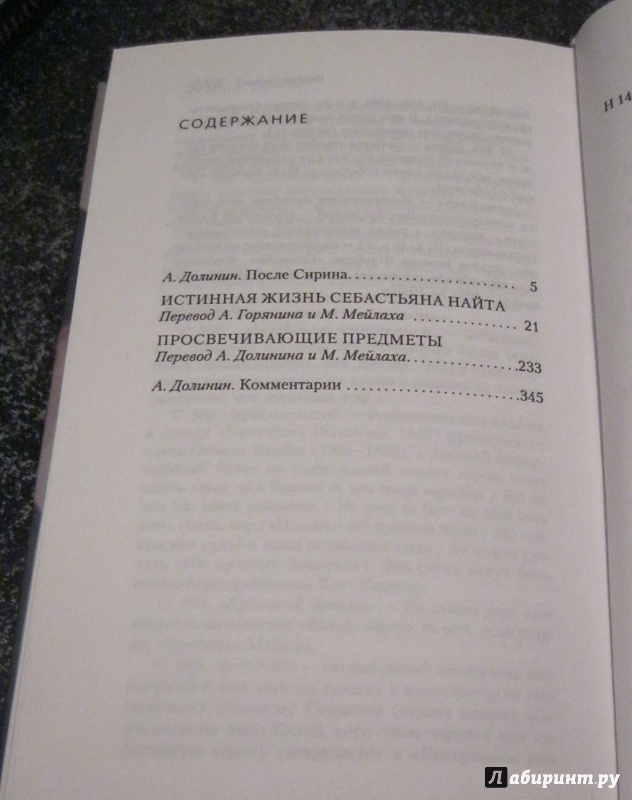 СОДЕРЖАНИЕ
А. Долинин. После Сирина. . . . . . . . . . . . . . . . . . . . . . 5
ИСТИННАЯ ЖИЗНЬ СЕБАСТЬЯНА НАЙТА
Перевод А. Горянина и М. Мейлаха . . . . . . . . . . . . . 21
ПРОСВЕЧИВАЮЩИЕ ПРЕДМЕТЫ
Перевод А. Долинина и М. Мейлаха. . . . . . . . . . . . . .233
А. Долинин. Комментарии . . . . . . . . . . . . . . . . . . . . . .345
Н 14
Лабиринт.ру